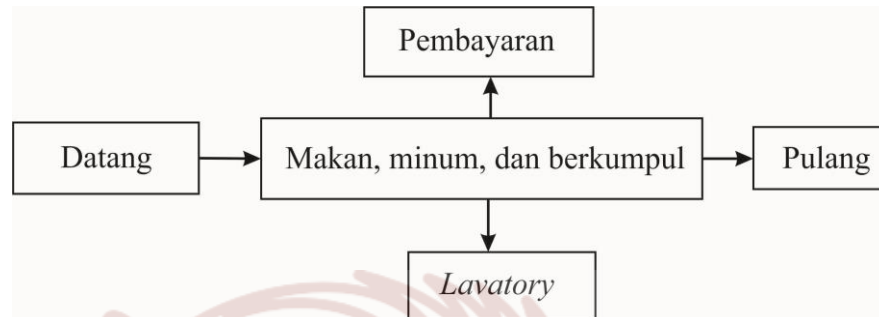 Pembayaran
Datang
Makan, minum, dan berkumpul
Pulang
Lavatory